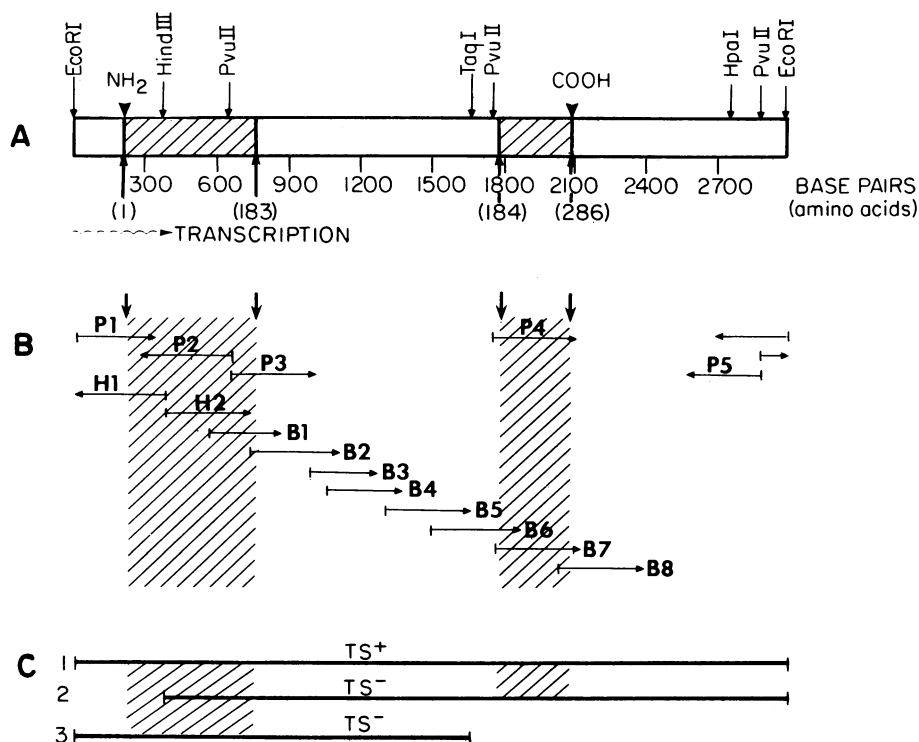 EcoRI NH2 HindIII PvuII TaqI PvuII COOH HpaI PvuII EcoRI
A
300 600 900 1200 1500 1800 2100 2400 2700 BASE PAIRS
(1) (183) (184) (286) (amino acids)
TRANSCRIPTION
B
P1 P4
P2
P3 P5
H1
H2
B1
B2
B3
B4
B5
B6
B7
B8
C
1 TS+
2 TS-
3 TS-